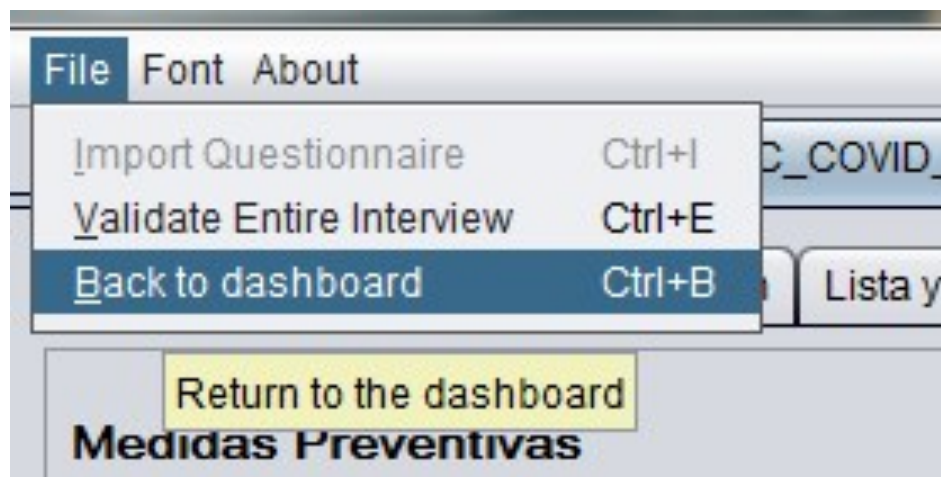 File Font About
Import Questionnaire Ctrl+I
C_COVID_
Validate Entire Interview Ctrl+E
Back to dashboard Ctrl+B
Lista y
Return to the dashboard
Medidas Preventivas